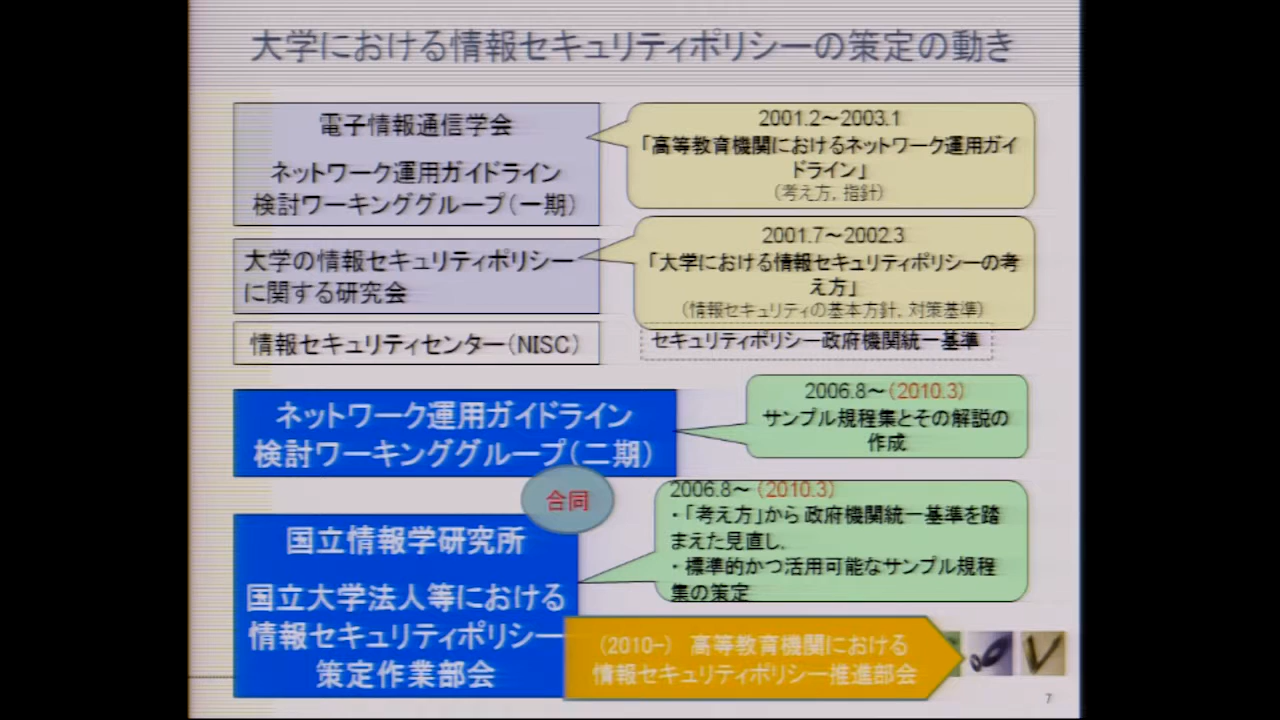 大学における情報セキュリティポリシーの策定の動き
電子情報通信学会
ネットワーク運用ガイドライン
検討ワーキンググループ(一期)
2001.2～2003.1
「高等教育機関におけるネットワーク運用ガイ
ドライン」
(考え方, 指針)
大学の情報セキュリティポリシー
に関する研究会
2001.7～2002.3
「大学における情報セキュリティポリシーの考
え方」
(情報セキュリティの基本方針, 対策基準)
情報セキュリティセンター(NISC)
セキュリティポリシー政府機関統一基準
ネットワーク運用ガイドライン
検討ワーキンググループ(二期)
2006.8～(2010.3)
サンプル規程集とその解説の
作成
合同
国立情報学研究所
国立大学法人等における
情報セキュリティポリシー
策定作業部会
2006.8～(2010.3)
・「考え方」から政府機関統一基準を踏
まえた見直し,
・標準的かつ活用可能なサンプル規程
集の策定
(2010-) 高等教育機関における
情報セキュリティポリシー推進部会
7